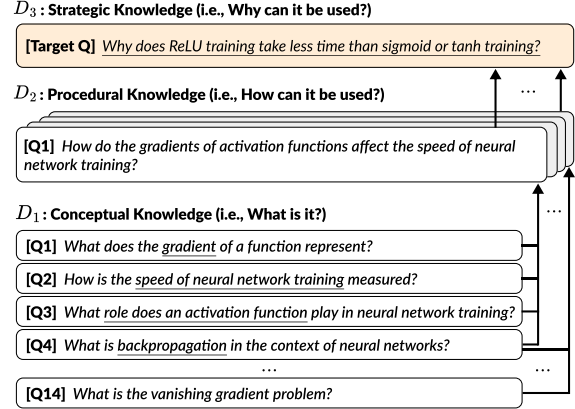 D3 : Strategic Knowledge (i.e., Why can it be used?)
[Target Q] Why does ReLU training take less time than sigmoid or tanh training?
...
D2 : Procedural Knowledge (i.e., How can it be used?)
[Q1] How do the gradients of activation functions affect the speed of neural
network training?
D1 : Conceptual Knowledge (i.e., What is it?)
...
[Q1] What does the gradient of a function represent?
[Q2] How is the speed of neural network training measured?
[Q3] What role does an activation function play in neural network training?
[Q4] What is backpropagation in the context of neural networks?
... ...
[Q14] What is the vanishing gradient problem?